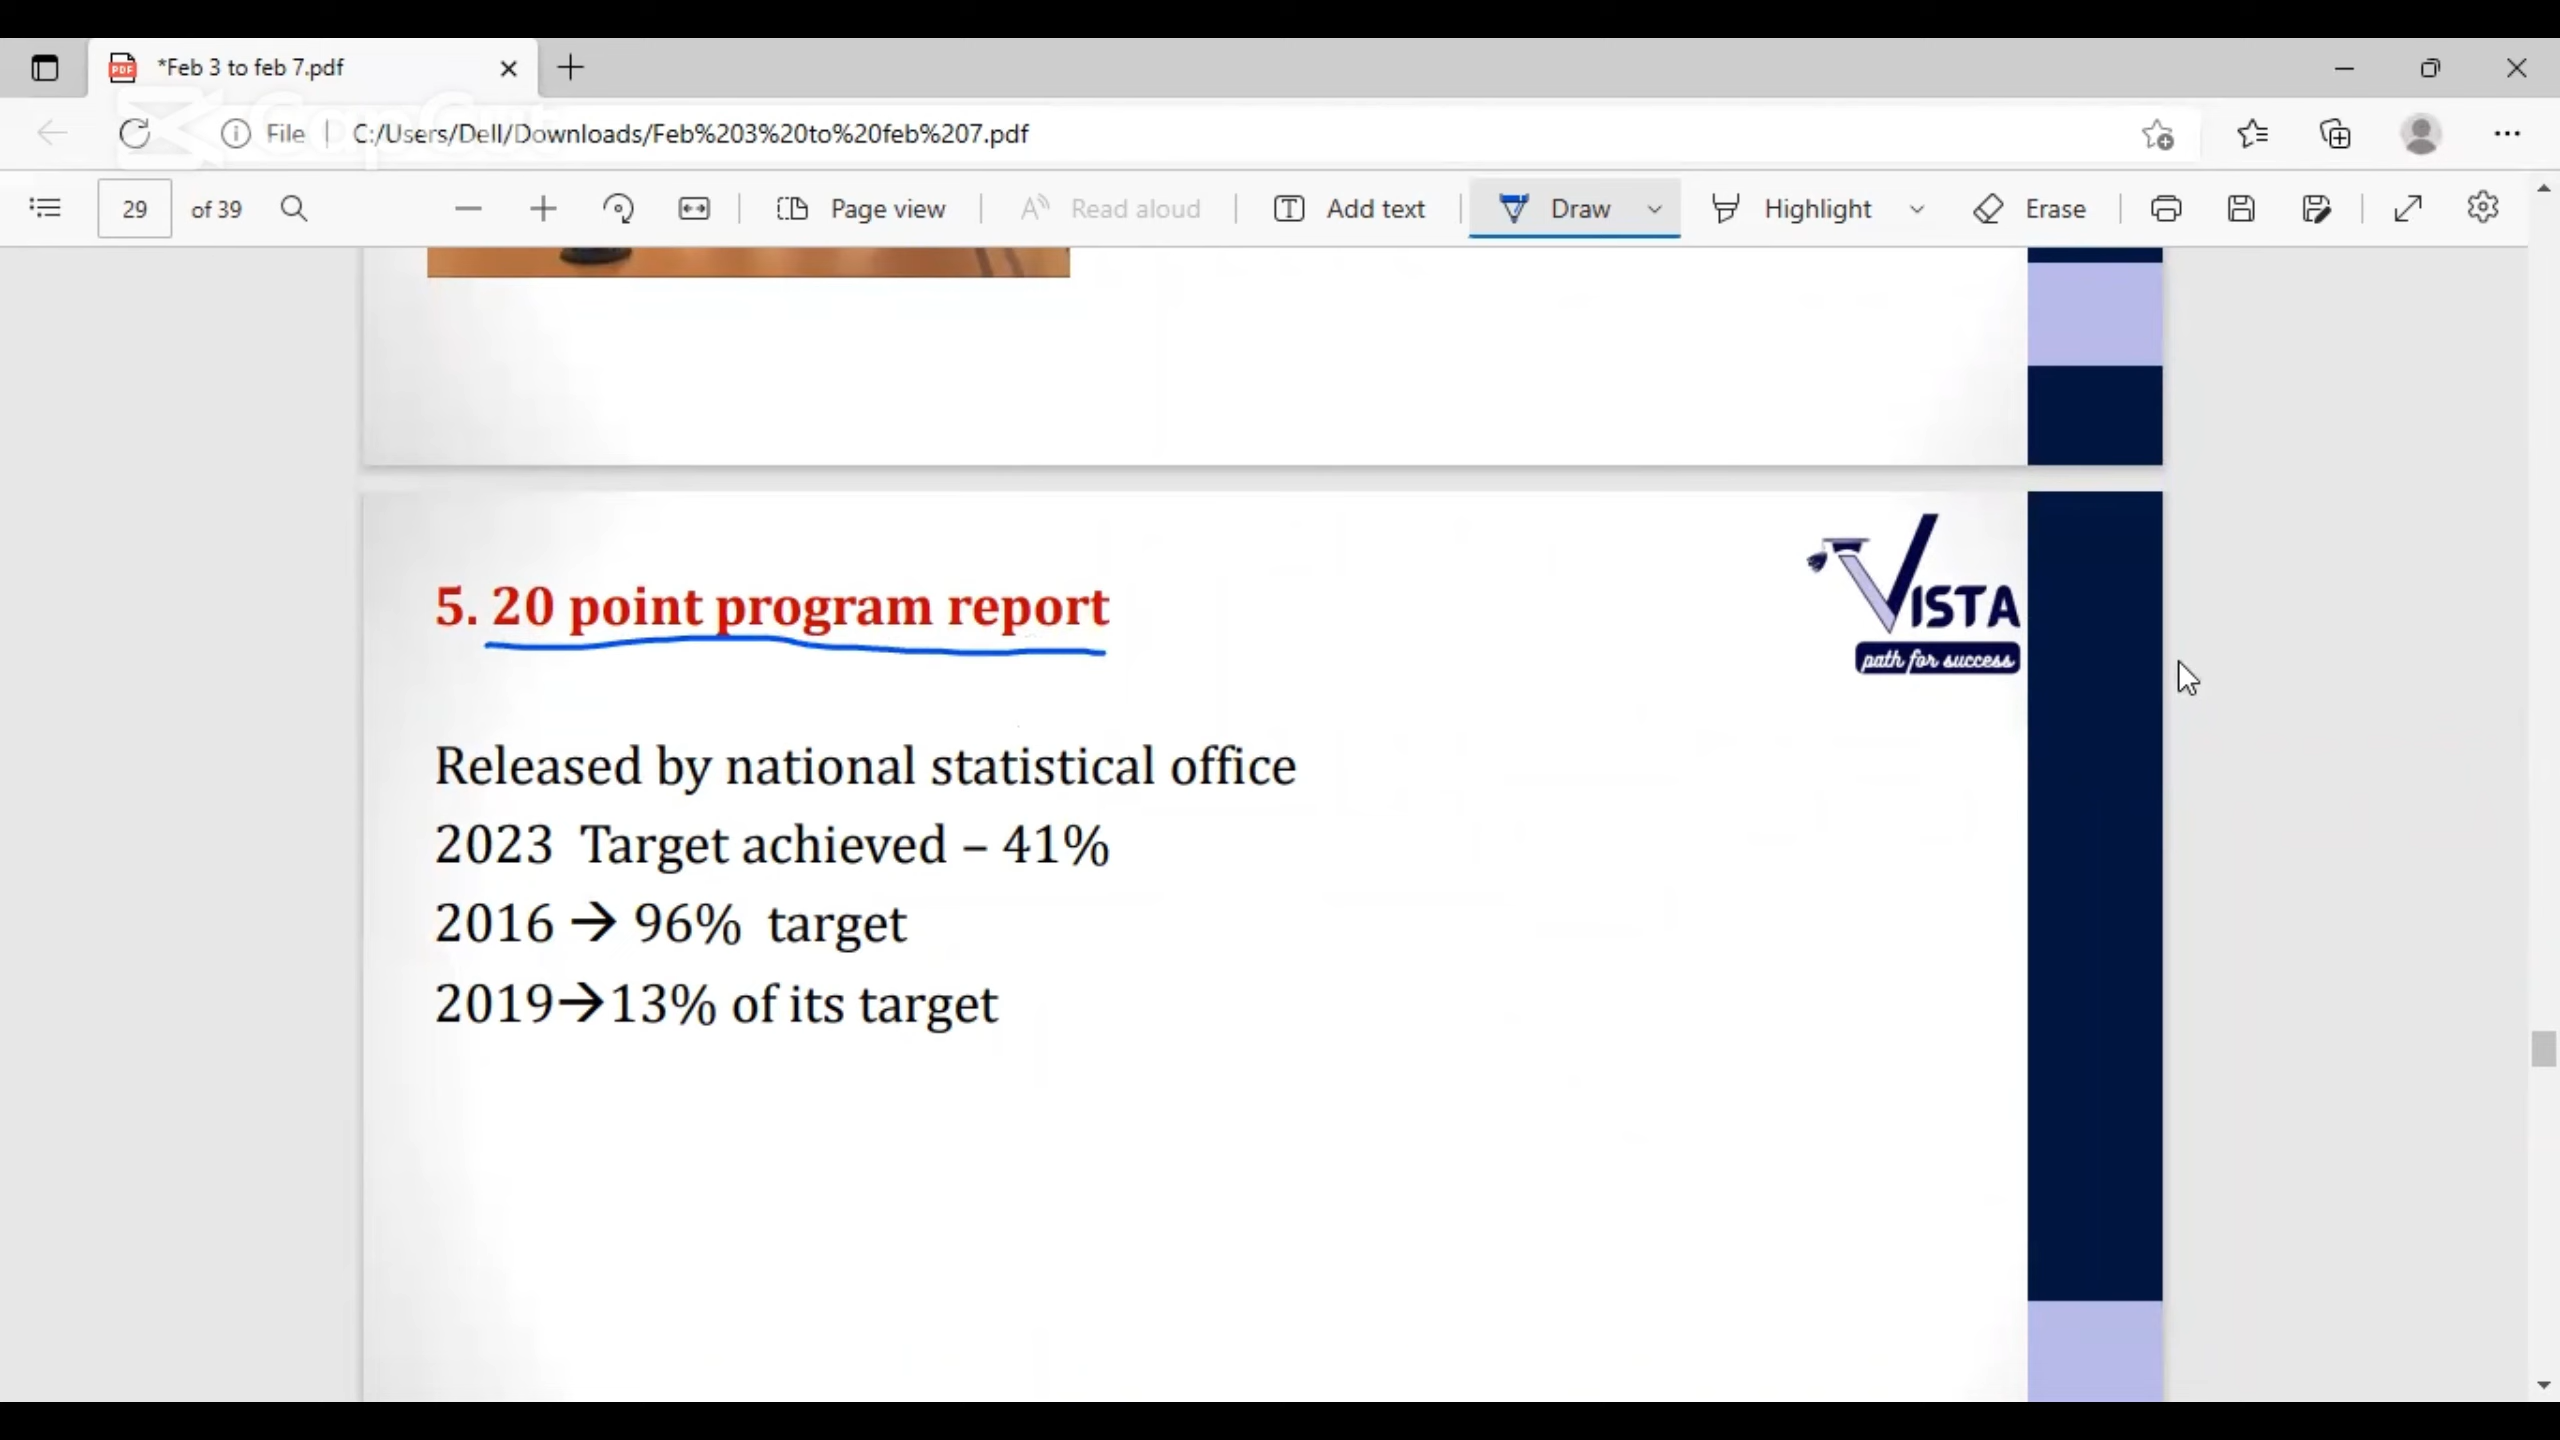 *Feb 3 to feb 7.pdf
CapCut
File | C:/Users/Dell/Downloads/Feb%203%20to%20feb%207.pdf
29 of 39 Page view Read aloud Add text Draw Highlight Erase
5. 20 point program report
VISTA
path for success
Released by national statistical office
2023 Target achieved – 41%
2016 → 96% target
2019→13% of its target